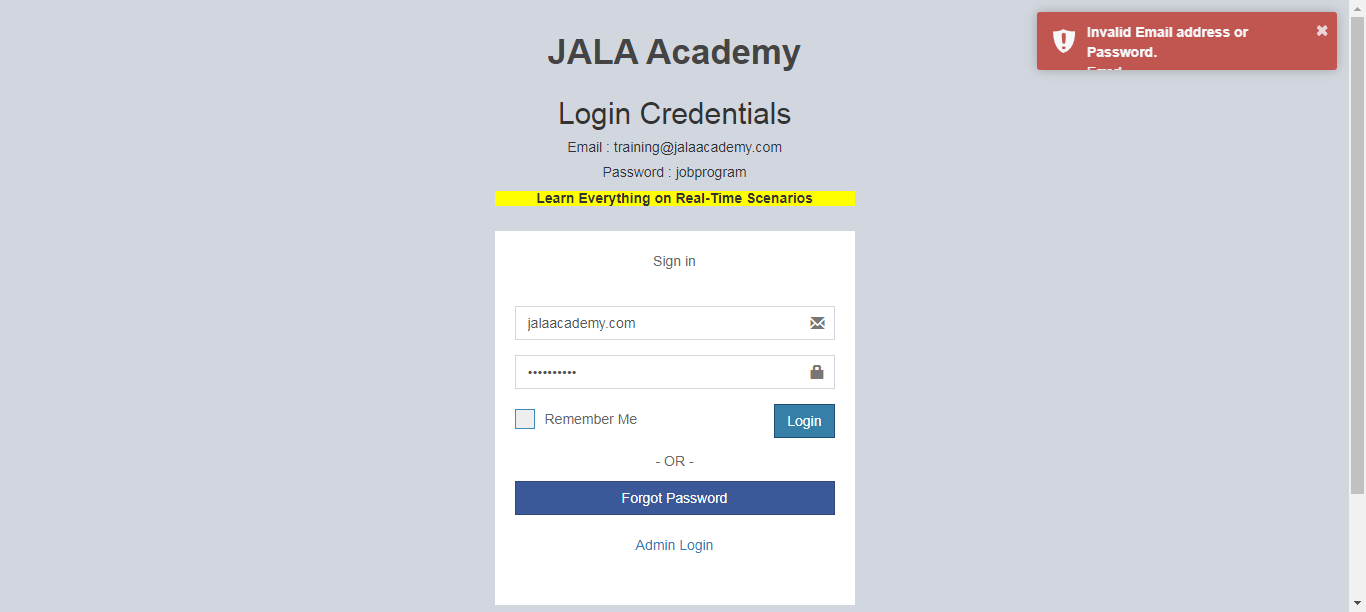 JALA Academy
Invalid Email address or
Password.
Login Credentials
Email : training@jalaacademy.com
Password : jobprogram
Learn Everything on Real-Time Scenarios
Sign in
jalaacademy.com
••••••••••
Remember Me
Login
- OR -
Forgot Password
Admin Login